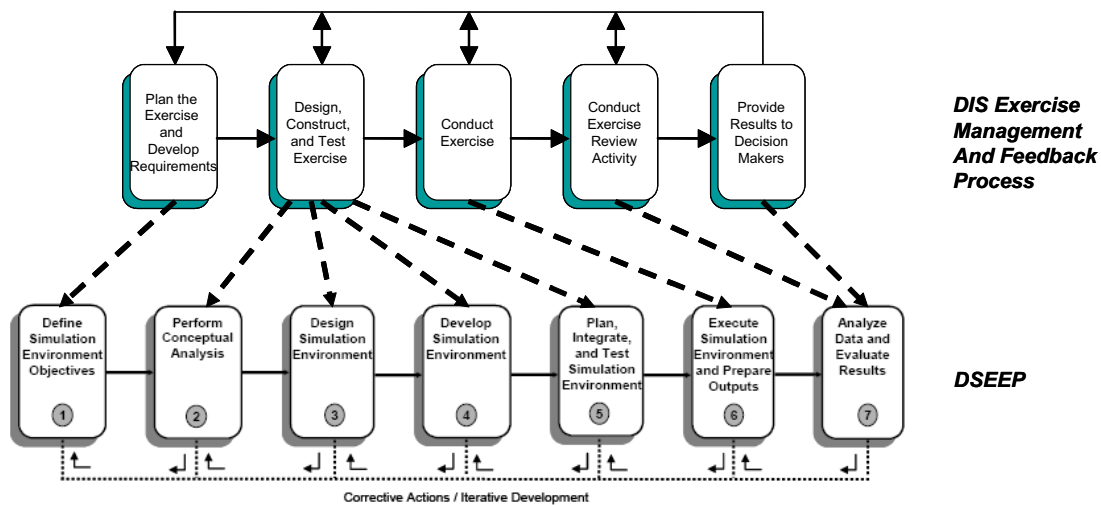 Plan the
Exercise
and
Develop
Requirements
Design,
Construct,
and Test
Exercise
Conduct
Exercise
Conduct
Exercise
Review
Activity
Provide
Results to
Decision
Makers
DIS Exercise
Management
And Feedback
Process
Define
Simulation
Environment
Objectives
1
Perform
Conceptual
Analysis
2
Design
Simulation
Environment
3
Develop
Simulation
Environment
4
Plan,
Integrate,
and Test
Simulation
Environment
5
Execute
Simulation
Environment
and Prepare
Outputs
6
Analyze
Data and
Evaluate
Results
7
DSEEP
Corrective Actions / Iterative Development